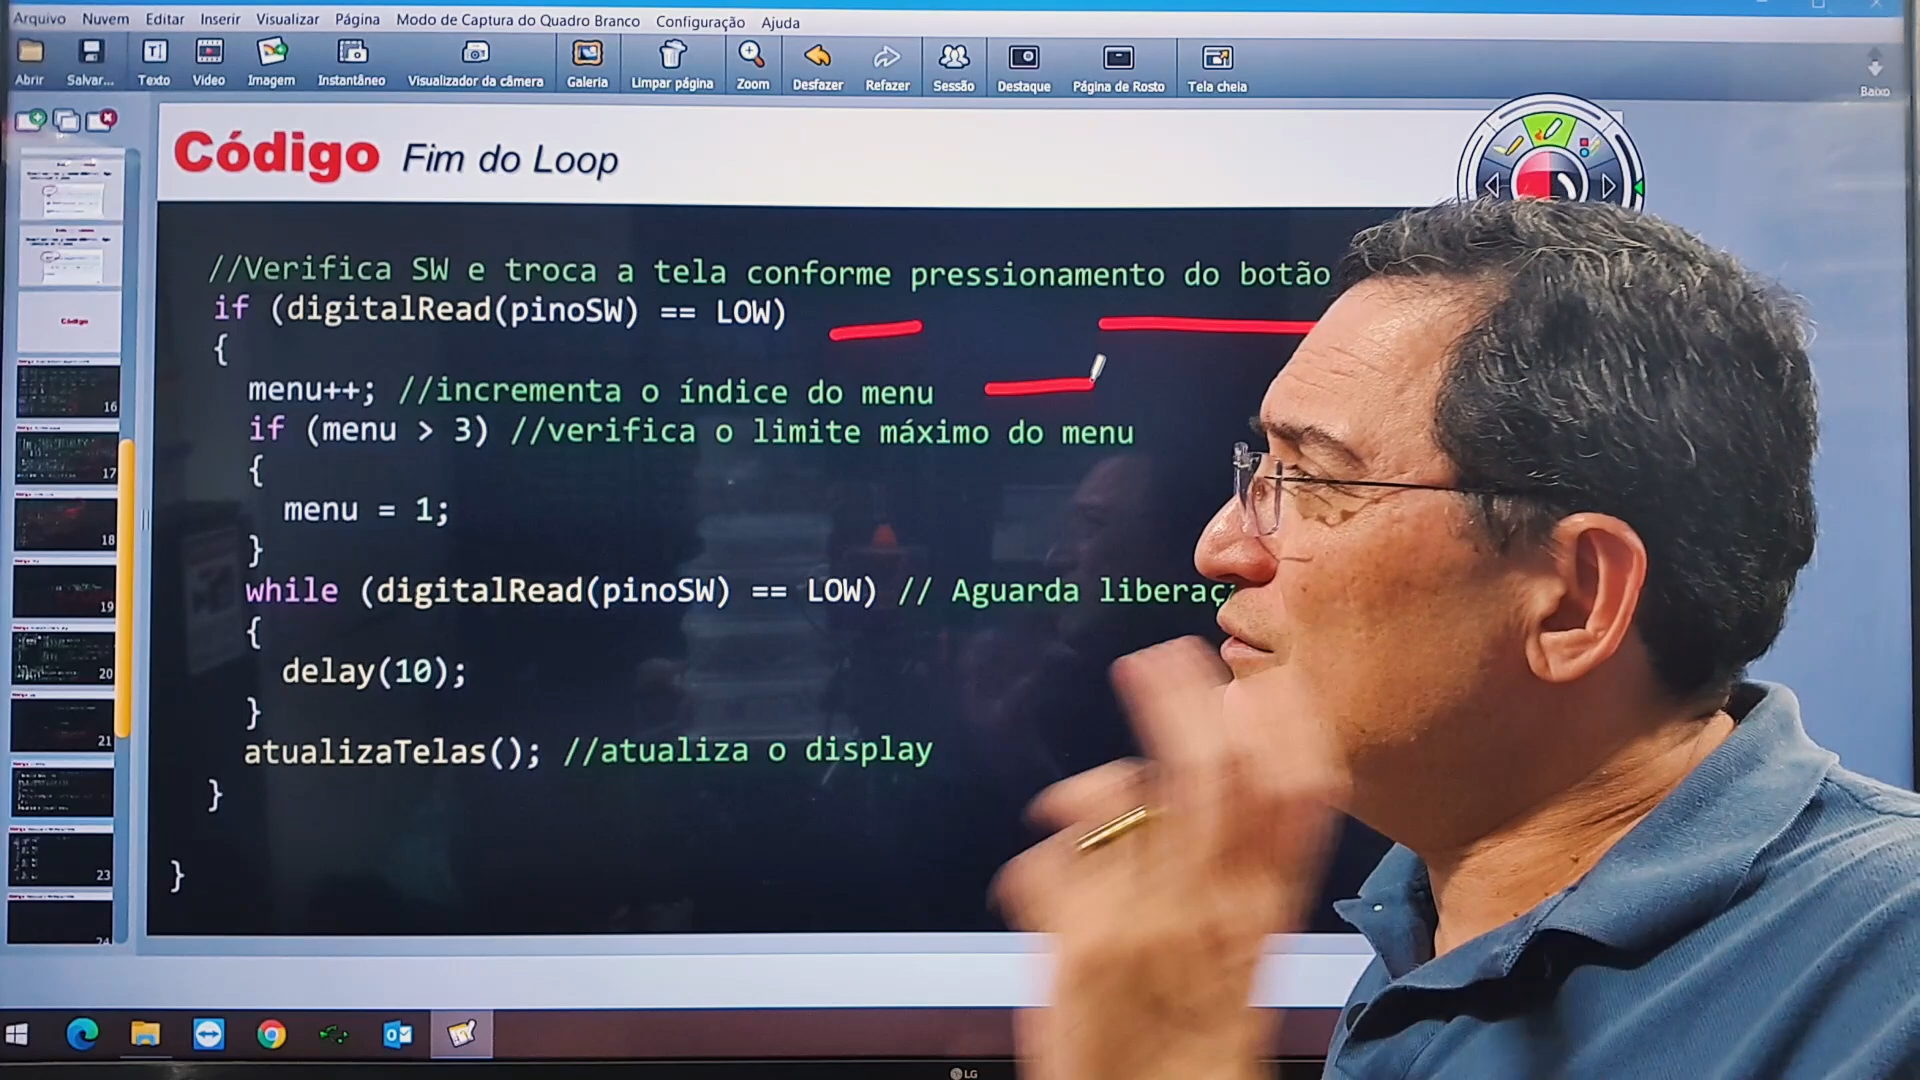 Arquivo Nuvem Editar Inserir Visualizar Página Modo de Captura do Quadro Branco Configuração Ajuda
Abrir Salvar... Texto Video Imagem Instantâneo Visualizador da câmera Galeria Limpar página Zoom Desfazer Refazer Sessão Destaque Página de Rosto Tela cheia Baixo
Código Fim do Loop
//Verifica SW e troca a tela conforme pressionamento do botão
if (digitalRead(pinoSW) == LOW)
{
menu++; //incrementa o índice do menu
if (menu > 3) //verifica o limite máximo do menu
{
menu = 1;
}
while (digitalRead(pinoSW) == LOW) // Aguarda liberaç
{
delay(10);
}
atualizaTelas(); //atualiza o display
}
}
Código
16
17
18
19
20
21
23
24
LG